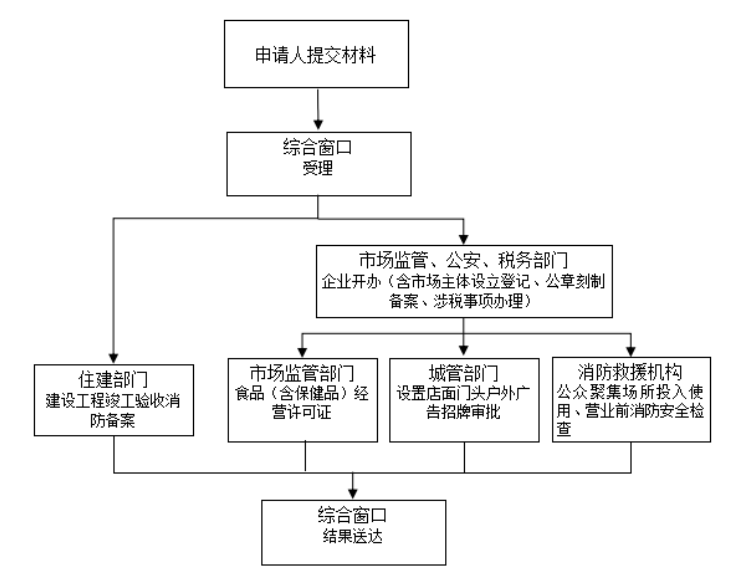 申请人提交材料
综合窗口
受理
市场监管、公安、税务部门
企业开办（含市场主体设立登记、公章刻制
备案、涉税事项办理）
住建部门
建设工程竣工验收消
防备案
市场监管部门
食品（含保健品）经
营许可证
城管部门
设置店面门头户外广
告招牌审批
消防救援机构
公众聚集场所投入使
用、营业前消防安全检
查
综合窗口
结果送达